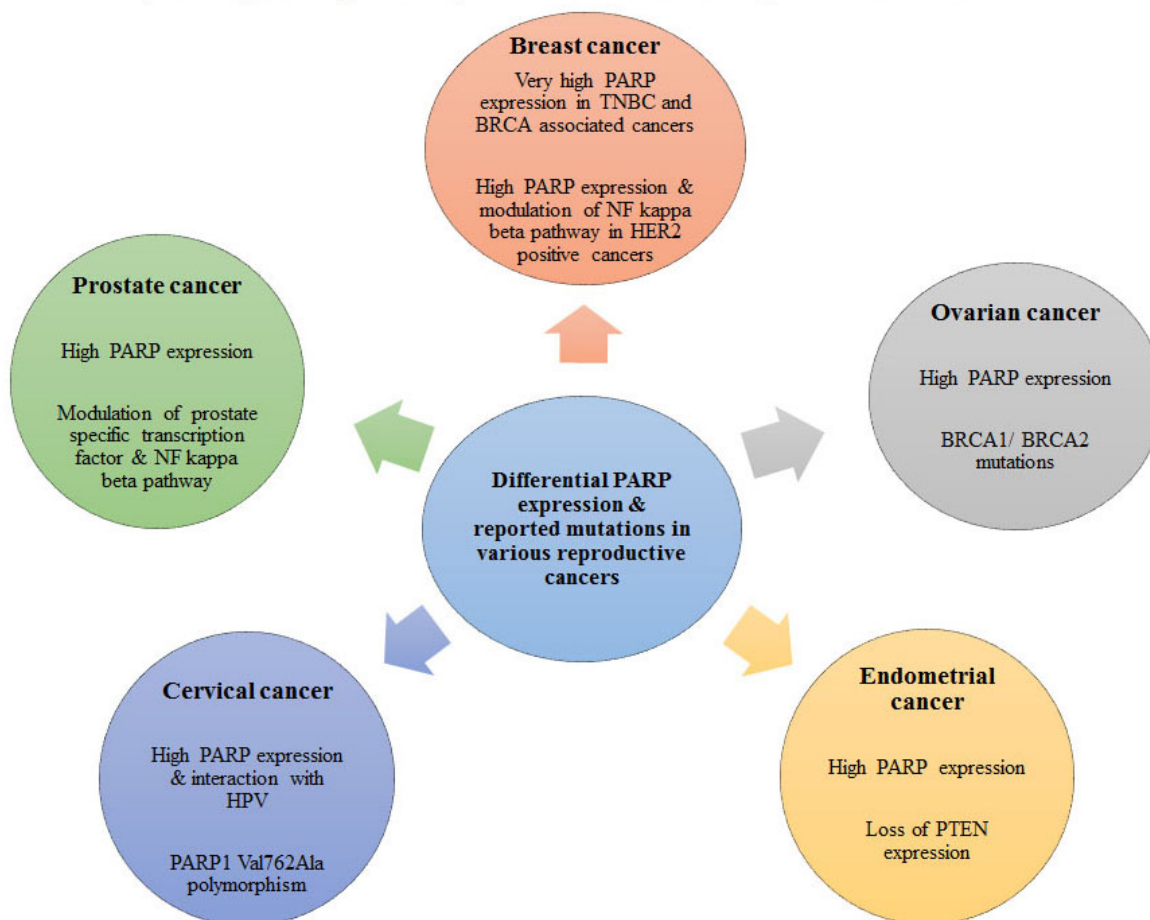 Breast cancer
Very high PARP
expression in TNBC and
BRCA associated cancers
High PARP expression &
modulation of NF kappa
beta pathway in HER2
positive cancers
Prostate cancer
High PARP expression
Modulation of prostate
specific transcription
factor & NF kappa
beta pathway
Ovarian cancer
High PARP expression
BRCA1/ BRCA2
mutations
Differential PARP
expression &
reported mutations in
various reproductive
cancers
Cervical cancer
High PARP expression
& interaction with
HPV
PARP1 Val762Ala
polymorphism
Endometrial
cancer
High PARP expression
Loss of PTEN
expression